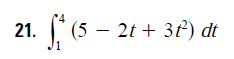 21. ∫₁⁴ (5 − 2t + 3t²) dt